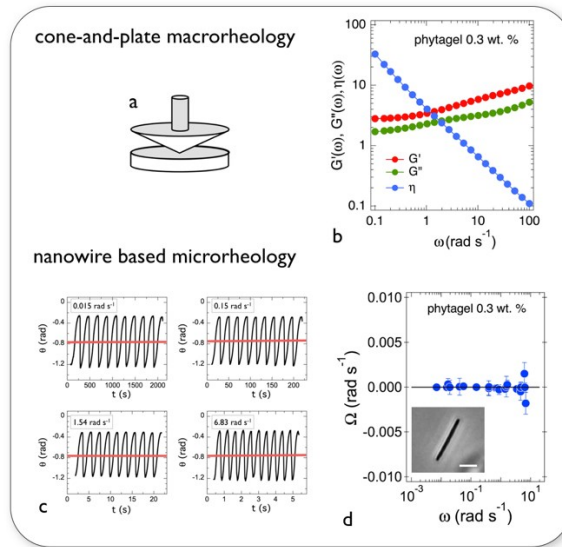 cone-and-plate macrorheology
a
phytagel 0.3 wt. %
G'(ω), G''(ω), η(ω)
100
10
1
0.1
G'
G''
η
0.1
1
10
100
ω(rad s⁻¹)
b
nanowire based microrheology
0.015 rad s⁻¹
θ (rad)
0
-0.4
-0.8
-1.2
0 500 1000 1500 2000
t (s)
0.15 rad s⁻¹
θ (rad)
0
-0.4
-0.8
-1.2
0 50 100 150 200
t (s)
1.54 rad s⁻¹
θ (rad)
0
-0.4
-0.8
-1.2
0 5 10 15 20
t (s)
6.83 rad s⁻¹
θ (rad)
0
-0.4
-0.8
-1.2
0 1 2 3 4 5
t (s)
c
phytagel 0.3 wt. %
Ω (rad s⁻¹)
0.010
0.005
0.000
-0.005
-0.010
10⁻³ 10⁻¹ 10¹
ω (rad s⁻¹)
d